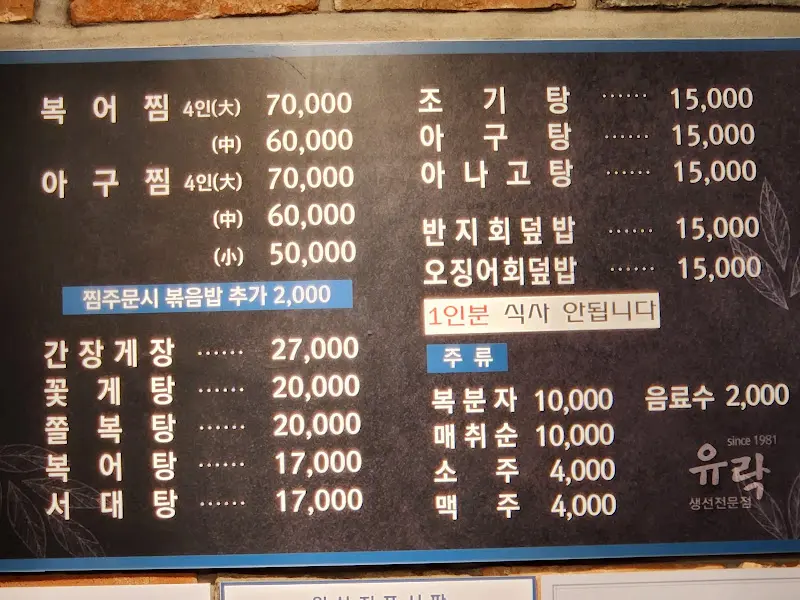 복어찜 4인(大) 70,000
(中) 60,000
아구찜 4인(大) 70,000
(中) 60,000
(小) 50,000
찜주문시 볶음밥 추가 2,000
간장게장 ······ 27,000
꽃게탕 ······ 20,000
쫄복탕 ······ 20,000
복어탕 ······ 17,000
서대탕 ······ 17,000
조기탕 ······ 15,000
아구탕 ······ 15,000
아나고탕 ······ 15,000
반지회덮밥 ······ 15,000
오징어회덮밥 ······ 15,000
1인분 식사 안됩니다
주류
복분자 10,000 음료수 2,000
매취순 10,000
소주 4,000
맥주 4,000
since 1981
유락
생선전문점